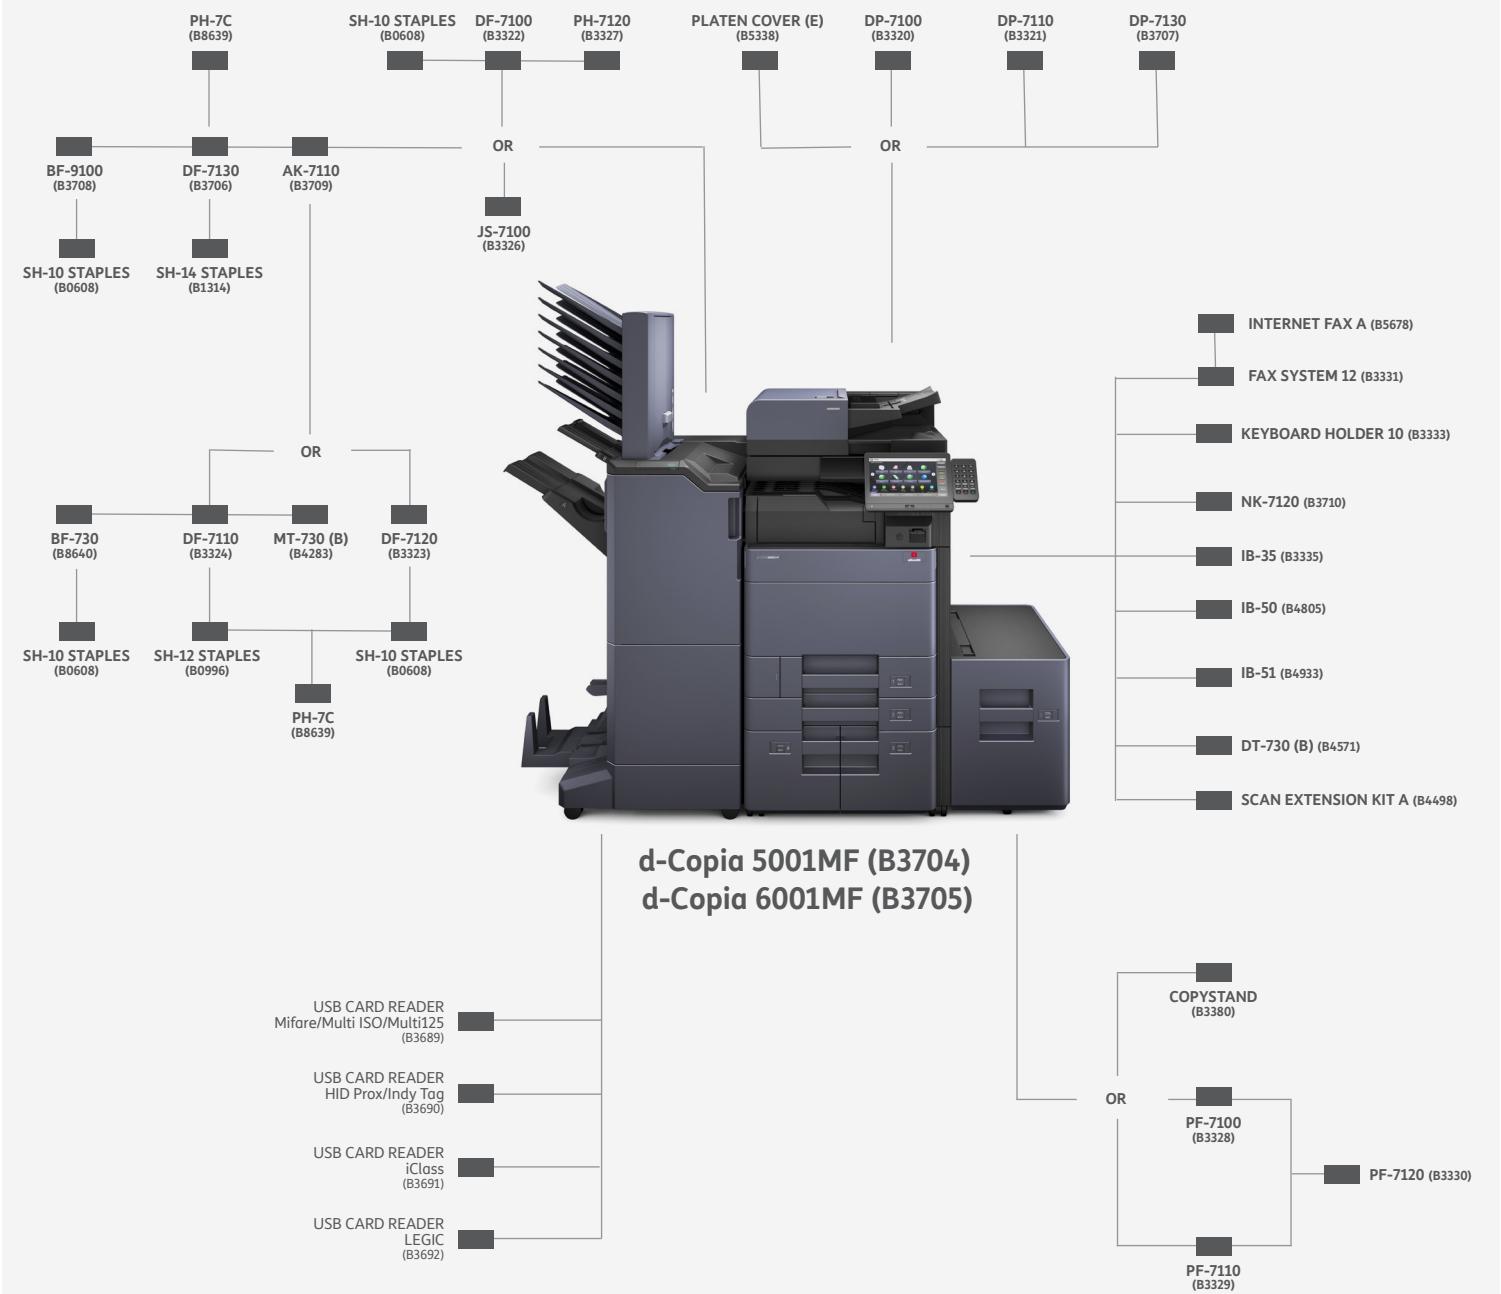 PH-7C
(B8639)
SH-10 STAPLES
(B0608)
DF-7100
(B3322)
PH-7120
(B3327)
PLATEN COVER (E)
(B5338)
DP-7100
(B3320)
DP-7110
(B3321)
DP-7130
(B3707)
OR
OR
BF-9100
(B3708)
DF-7130
(B3706)
AK-7110
(B3709)
JS-7100
(B3326)
SH-10 STAPLES
(B0608)
SH-14 STAPLES
(B1314)
INTERNET FAX A (B5678)
FAX SYSTEM 12 (B3331)
KEYBOARD HOLDER 10 (B3333)
NK-7120 (B3710)
IB-35 (B3335)
IB-50 (B4805)
IB-51 (B4933)
DT-730 (B) (B4571)
SCAN EXTENSION KIT A (B4498)
OR
BF-730
(B8640)
DF-7110
(B3324)
MT-730 (B)
(B4283)
DF-7120
(B3323)
SH-10 STAPLES
(B0608)
SH-12 STAPLES
(B0996)
SH-10 STAPLES
(B0608)
PH-7C
(B8639)
d-Copia 5001MF (B3704)
d-Copia 6001MF (B3705)
USB CARD READER
Mifare/Multi ISO/Multi125
(B3689)
USB CARD READER
HID Prox/Indy Tag
(B3690)
USB CARD READER
iClass
(B3691)
USB CARD READER
LEGIC
(B3692)
COPYSTAND
(B3380)
OR
PF-7100
(B3328)
PF-7120 (B3330)
PF-7110
(B3329)